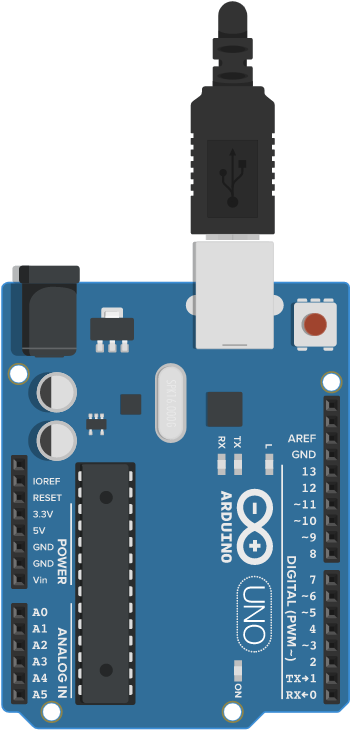 SPK16.000G
RX
TX
L
AREF
GND
13
12
~11
~10
~9
8
7
~6
~5
4
~3
2
TX→1
RX←0
DIGITAL (PWM~)
ARDUINO
UNO
ON
IOREF
RESET
3.3V
5V
GND
GND
Vin
POWER
A0
A1
A2
A3
A4
A5
ANALOG IN